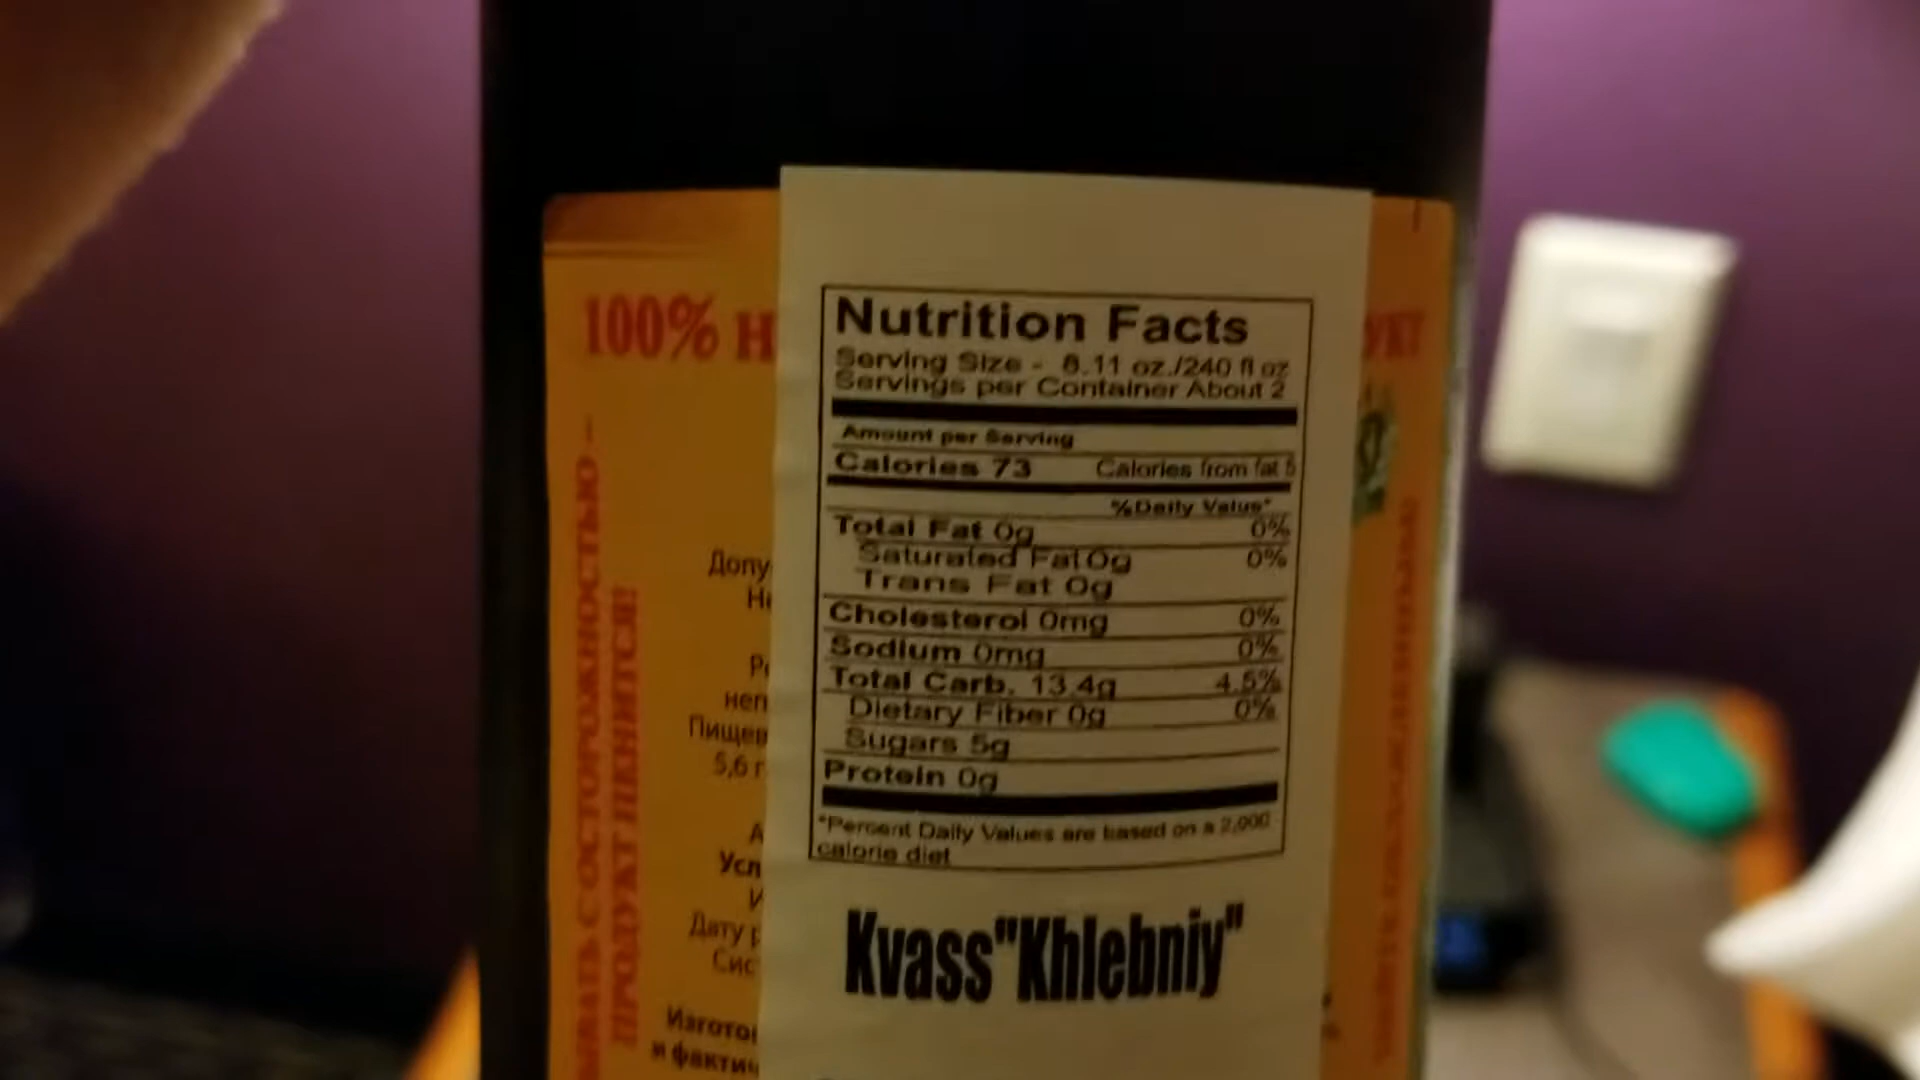 100% Н
УКТ
ВАТЬ С ОСТОРОЖНОСТЬЮ -
ПРОДУКТ ПЕНИТСЯ!
Допу
Пищев
5,6 г
Усл
Дату р
Сис
Изгото
и фактич
Nutrition Facts
Serving Size - 8.11 oz./240 fl oz
Servings per Container About 2
Amount per Serving
Calories 73 Calories from fat 5
%Daily Value*
Total Fat 0g 0%
Saturated Fat 0g 0%
Trans Fat 0g
Cholesterol 0mg 0%
Sodium 0mg 0%
Total Carb. 13.4g 4.5%
Dietary Fiber 0g 0%
Sugars 5g
Protein 0g
*Percent Daily Values are based on a 2,000
calorie diet
Kvass"Khlebniy"